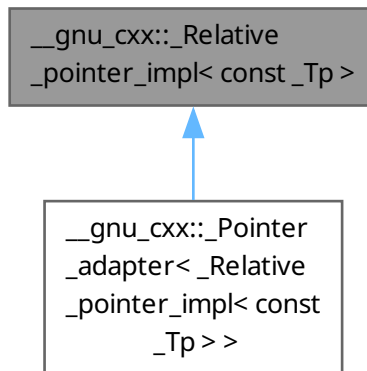 __gnu_cxx::_Relative
_pointer_impl< const _Tp >
__gnu_cxx::_Pointer
_adapter< _Relative
_pointer_impl< const
_Tp > >